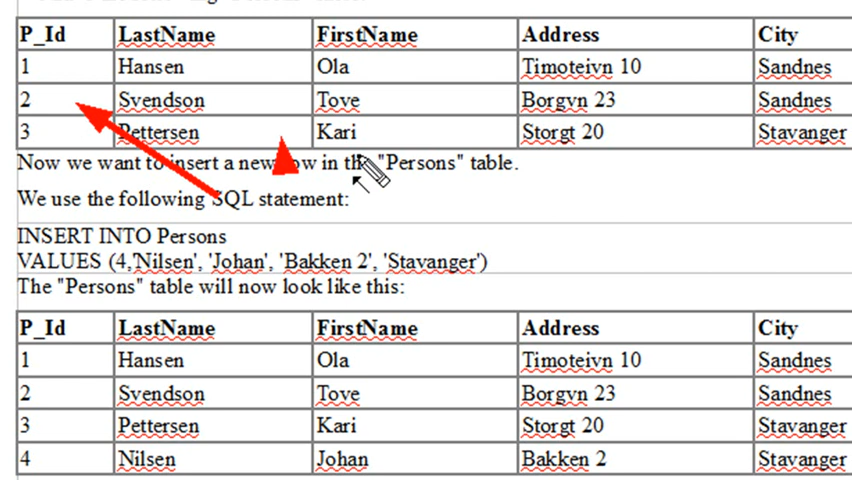 P_Id LastName FirstName Address City
1 Hansen Ola Timoteivn 10 Sandnes
2 Svendson Tove Borgvn 23 Sandnes
3 Pettersen Kari Storgt 20 Stavanger
Now we want to insert a new row in the "Persons" table.
We use the following SQL statement:
INSERT INTO Persons
VALUES (4,'Nilsen', 'Johan', 'Bakken 2', 'Stavanger')
The "Persons" table will now look like this:
P_Id LastName FirstName Address City
1 Hansen Ola Timoteivn 10 Sandnes
2 Svendson Tove Borgvn 23 Sandnes
3 Pettersen Kari Storgt 20 Stavanger
4 Nilsen Johan Bakken 2 Stavanger